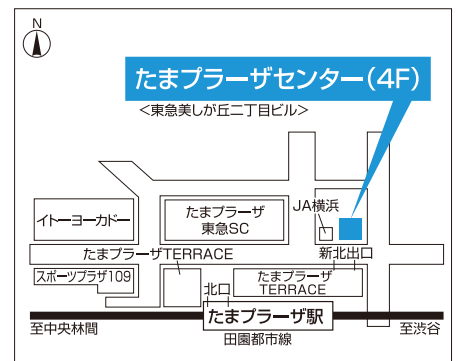 N
たまプラーザセンター(4F)
<東急美しが丘二丁目ビル>
イトーヨーカドー
たまプラーザ
東急SC
JA横浜
たまプラーザTERRACE
新北出口
スポーツプラザ109
北口
たまプラーザ
TERRACE
たまプラーザ駅
至中央林間
田園都市線
至渋谷